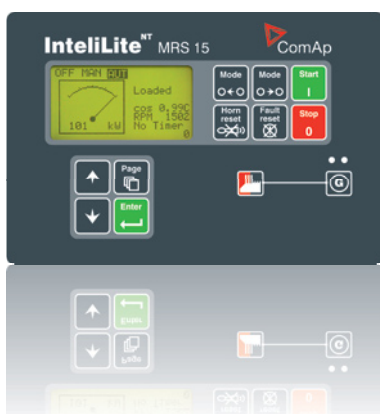 InteliLite NT MRS 15
ComAp
OFF MAN AUT
Loaded
cos 0.99C
RPM 1502
No Timer
0
101 kW
Mode
Mode
Start
I
Horn reset
Fault reset
Stop
0
Page
Enter
G